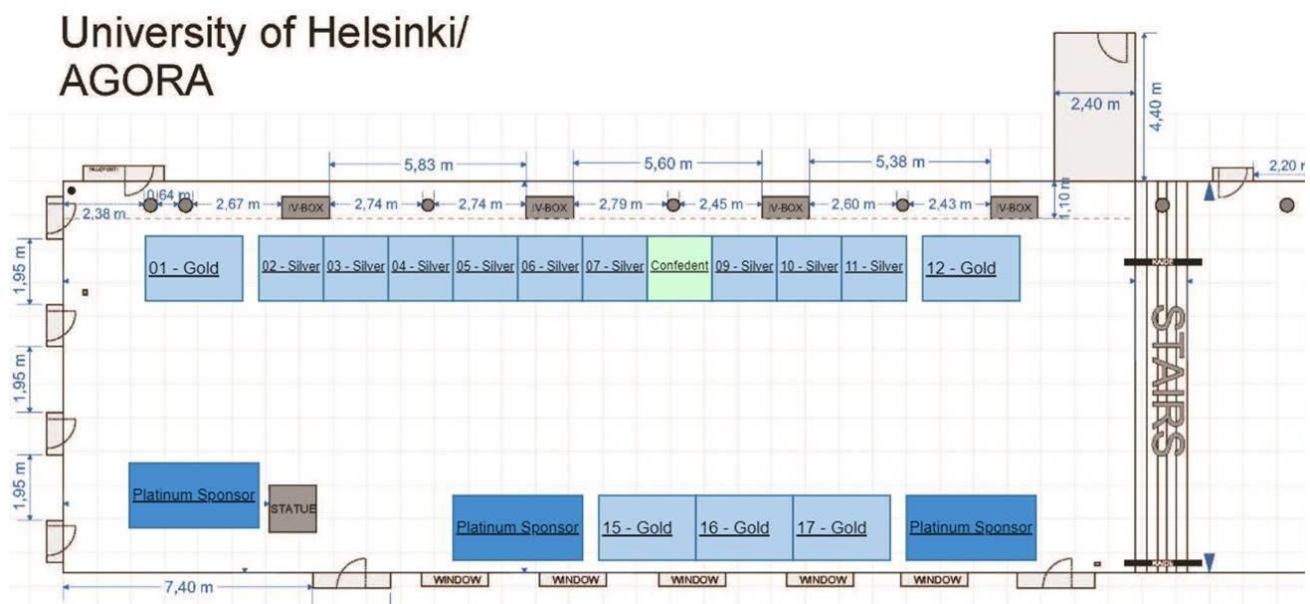 University of Helsinki/
AGORA
2,40 m
4,40 m
5,83 m
5,60 m
5,38 m
2,20 m
1,10 m
0,64 m
2,38 m
2,67 m
IV-BOX
2,74 m
2,74 m
IV-BOX
2,79 m
2,45 m
IV-BOX
2,60 m
2,43 m
IV-BOX
1,95 m
01 - Gold
02 - Silver
03 - Silver
04 - Silver
05 - Silver
06 - Silver
07 - Silver
Confedent
09 - Silver
10 - Silver
11 - Silver
12 - Gold
KAIDE
STAIRS
1,95 m
1,95 m
Platinum Sponsor
STATUE
Platinum Sponsor
15 - Gold
16 - Gold
17 - Gold
Platinum Sponsor
KAIDE
7,40 m
WINDOW
WINDOW
WINDOW
WINDOW
WINDOW